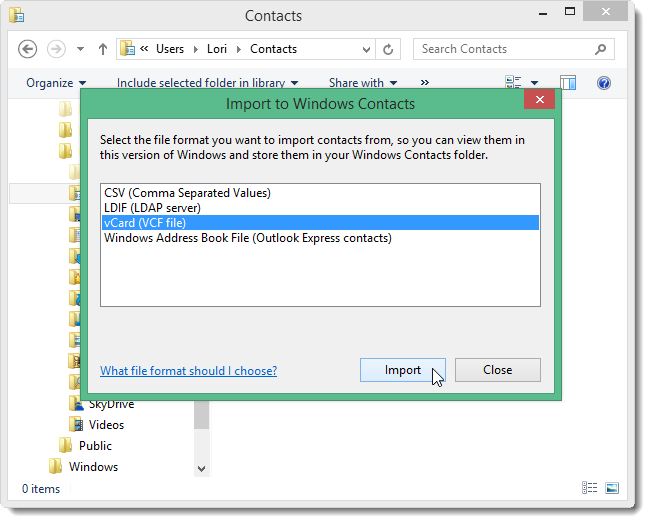 Contacts
Users Lori Contacts
Search Contacts
Organize Include selected folder in library Share with »
Import to Windows Contacts
Select the file format you want to import contacts from, so you can view them in
this version of Windows and store them in your Windows Contacts folder.
CSV (Comma Separated Values)
LDIF (LDAP server)
vCard (VCF file)
Windows Address Book File (Outlook Express contacts)
What file format should I choose?
Import
Close
SkyDrive
Videos
Public
Windows
0 items